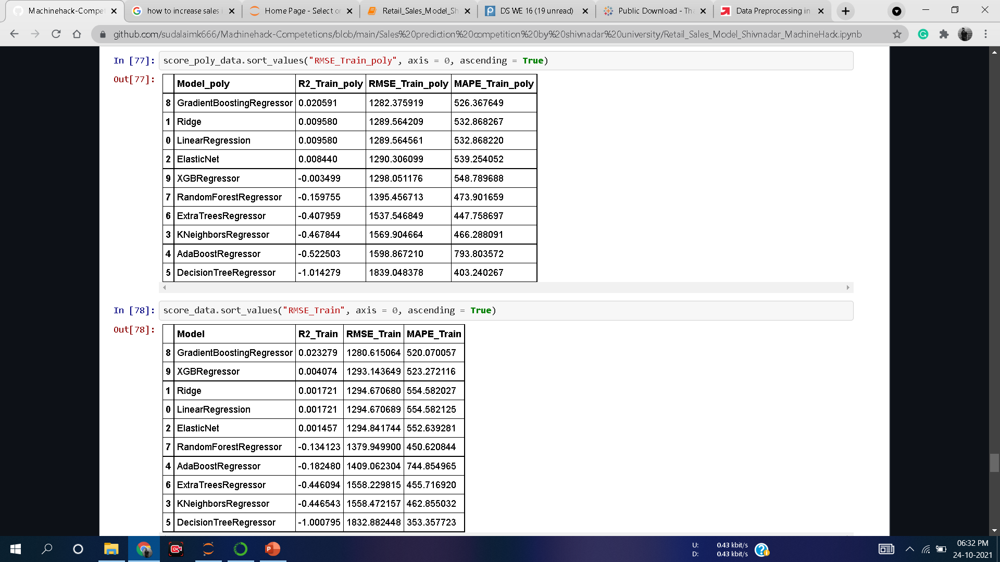 Machinehack-Compet
how to increase sales i
Home Page - Select or
Retail_Sales_Model_Sh
DS WE 16 (19 unread)
Public Download - Tha
Data Preprocessing in
github.com/sudalaimk666/Machinehack-Competetions/blob/main/Sales%20prediction%20competition%20by%20shivnadar%20university/Retail_Sales_Model_Shivnadar_MachineHack.ipynb
In [77]: score_poly_data.sort_values("RMSE_Train_poly", axis = 0, ascending = True)
Out[77]:
Model_poly R2_Train_poly RMSE_Train_poly MAPE_Train_poly
8 GradientBoostingRegressor 0.020591 1282.375919 526.367649
1 Ridge 0.009580 1289.564209 532.868267
0 LinearRegression 0.009580 1289.564561 532.868220
2 ElasticNet 0.008440 1290.306099 539.254052
9 XGBRegressor -0.003499 1298.051176 548.789688
7 RandomForestRegressor -0.159755 1395.456713 473.901659
6 ExtraTreesRegressor -0.407959 1537.546849 447.758697
3 KNeighborsRegressor -0.467844 1569.904664 466.288091
4 AdaBoostRegressor -0.522503 1598.867210 793.803572
5 DecisionTreeRegressor -1.014279 1839.048378 403.240267
In [78]: score_data.sort_values("RMSE_Train", axis = 0, ascending = True)
Out[78]:
Model R2_Train RMSE_Train MAPE_Train
8 GradientBoostingRegressor 0.023279 1280.615064 520.070057
9 XGBRegressor 0.004074 1293.143649 523.272116
1 Ridge 0.001721 1294.670680 554.582027
0 LinearRegression 0.001721 1294.670689 554.582125
2 ElasticNet 0.001457 1294.841744 552.639281
7 RandomForestRegressor -0.134123 1379.949900 450.620844
4 AdaBoostRegressor -0.182480 1409.062304 744.854965
6 ExtraTreesRegressor -0.446094 1558.229815 455.716920
3 KNeighborsRegressor -0.446543 1558.472157 462.855032
5 DecisionTreeRegressor -1.000795 1832.882448 353.357723
U: 0.43 kbit/s
D: 0.43 kbit/s
06:32 PM
24-10-2021